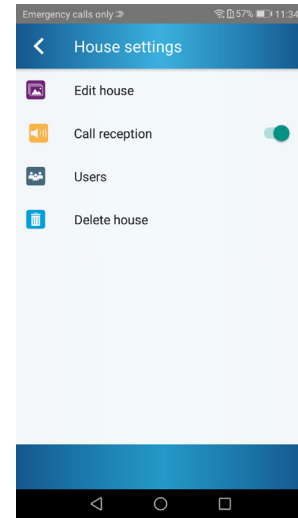 Emergency calls only 57% 11:34
House settings
Edit house
Call reception
Users
Delete house